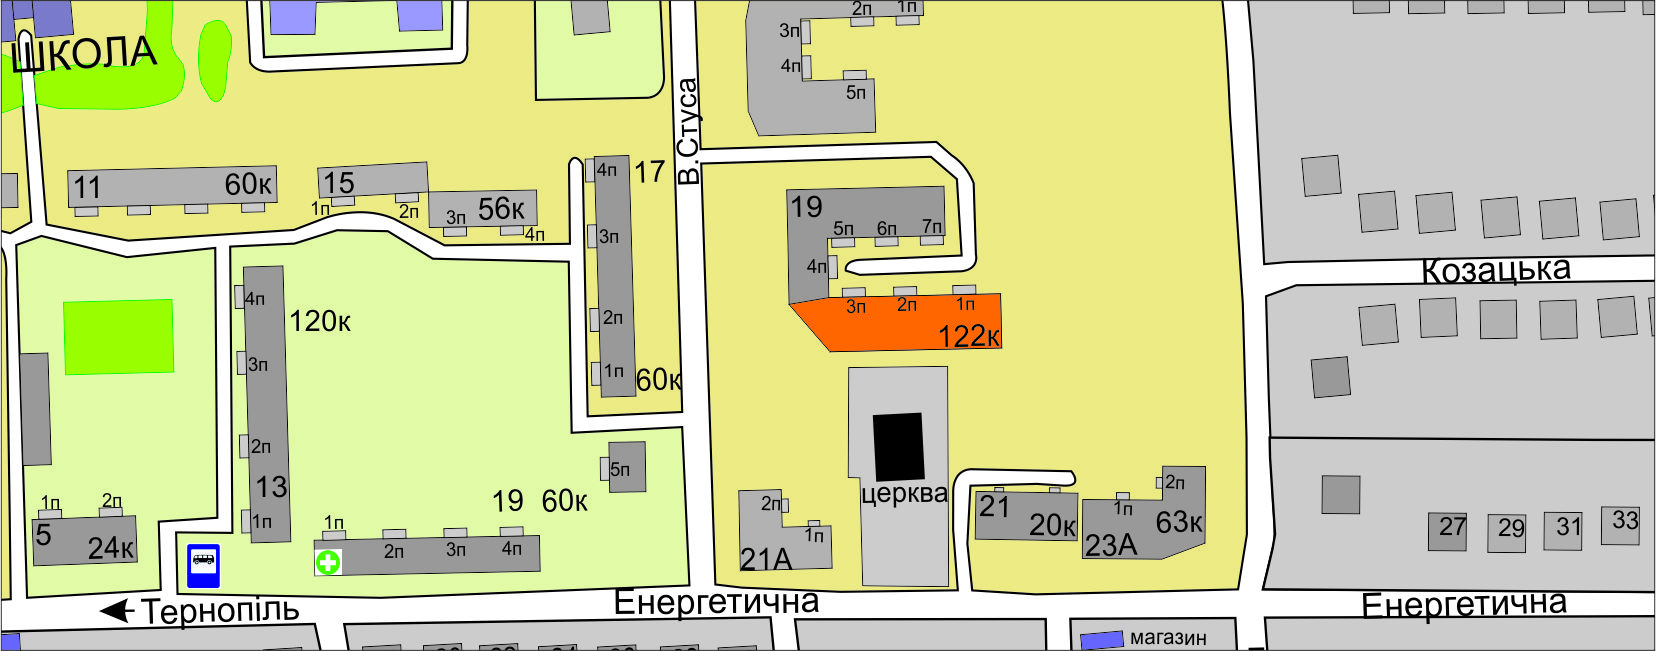 2п 1п
3п
4п
5п
ШКОЛА
В.Стуса
11 60к
15
1п 2п
3п 56к
4п
4п 17
3п
2п
1п 60к
19
5п 6п 7п
4п
3п 2п 1п
122к
Козацька
4п
120к
3п
2п
13
1п
5п
19 60к
1п
2п 3п 4п
1п 2п
5
24к
2п
1п
21А
церква
21
20к
2п
1п
63к
23А
27 29 31 33
Тернопіль
Енергетична
Енергетична
магазин